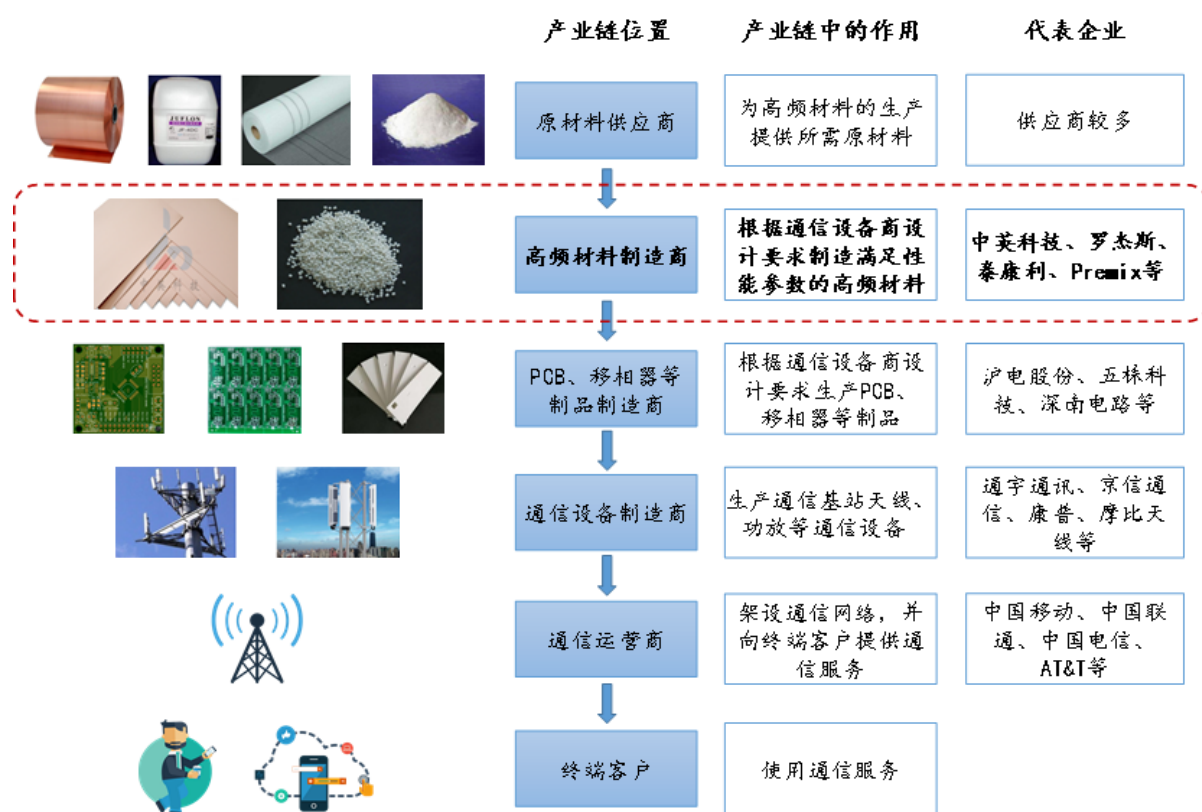 产业链位置
产业链中的作用
代表企业
JUFLON
原材料供应商
为高频材料的生产
提供所需原材料
供应商较多
高频材料制造商
根据通信设备商设
计要求制造满足性
能参数的高频材料
中英科技、罗杰斯、
泰康利、Premix等
PCB、移相器等
制品制造商
根据通信设备商设
计要求生产PCB、
移相器等制品
沪电股份、五株科
技、深南电路等
通信设备制造商
生产通信基站天线、
功放等通信设备
通宇通讯、京信通
信、康普、摩比天
线等
通信运营商
架设通信网络，并
向终端客户提供通
信服务
中国移动、中国联
通、中国电信、
AT&T等
终端客户
使用通信服务